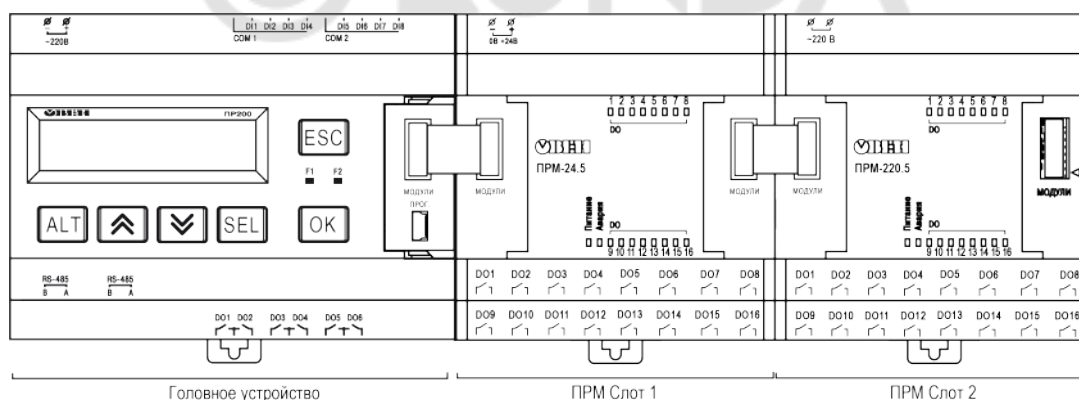 ~220В
DI1 DI2 DI3 DI4 DI5 DI6 DI7 DI8
COM 1 COM 2
0В +24В
~220 В
ОВЕН ПР200
ESC
F1 F2
ALT SEL OK
МОДУЛИ
ПРОГ.
МОДУЛИ
1 2 3 4 5 6 7 8
DO
ОВЕН
ПРМ-24.5
Питание
Авария
DO
9 10 11 12 13 14 15 16
МОДУЛИ
МОДУЛИ
1 2 3 4 5 6 7 8
DO
ОВЕН
ПРМ-220.5
Питание
Авария
DO
9 10 11 12 13 14 15 16
МОДУЛИ
RS-485 RS-485
B A B A
DO1 DO2 DO3 DO4 DO5 DO6
DO1 DO2 DO3 DO4 DO5 DO6 DO7 DO8
DO9 DO10 DO11 DO12 DO13 DO14 DO15 DO16
DO1 DO2 DO3 DO4 DO5 DO6 DO7 DO8
DO9 DO10 DO11 DO12 DO13 DO14 DO15 DO16
Головное устройство
ПРМ Слот 1
ПРМ Слот 2